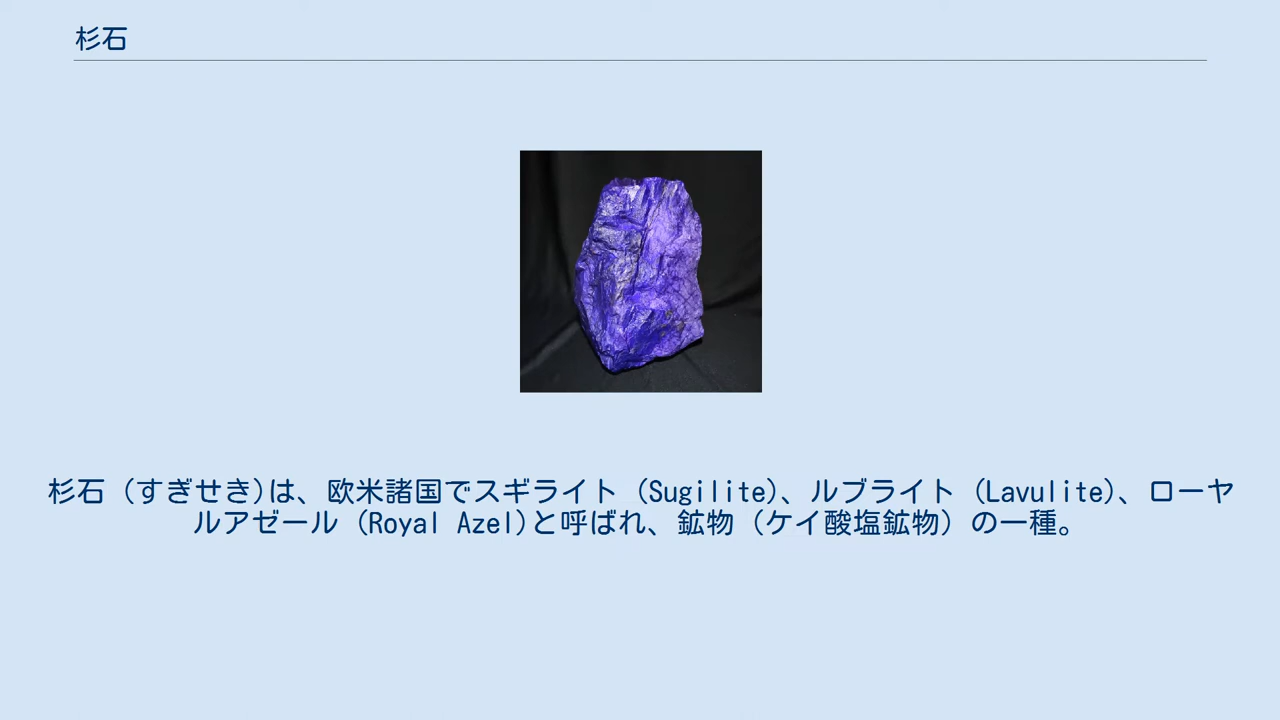 杉石
杉石（すぎせき)は、欧米諸国でスギライト（Sugilite)、ルブライト（Lavulite)、ローヤ
ルアゼール（Royal Azel)と呼ばれ、鉱物（ケイ酸塩鉱物）の一種。